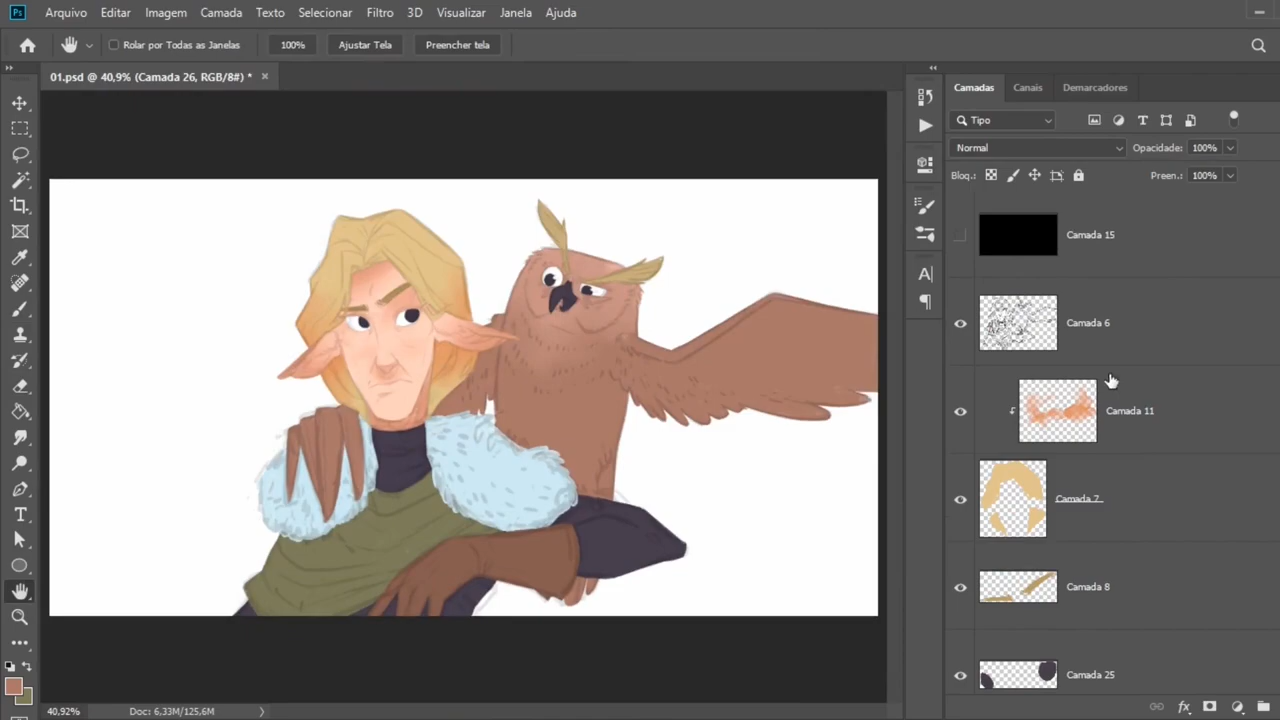 Ps Arquivo Editar Imagem Camada Texto Selecionar Filtro 3D Visualizar Janela Ajuda
Rolar por Todas as Janelas 100% Ajustar Tela Preencher tela
01.psd @ 40,9% (Camada 26, RGB/8#) * ×
Camadas Canais Demarcadores
Tipo
Normal Opacidade: 100%
Bloq.: Preen.: 100%
Camada 15
Camada 6
Camada 11
Camada 7
Camada 8
Camada 25
40,92% Doc: 6,33M/125,6M